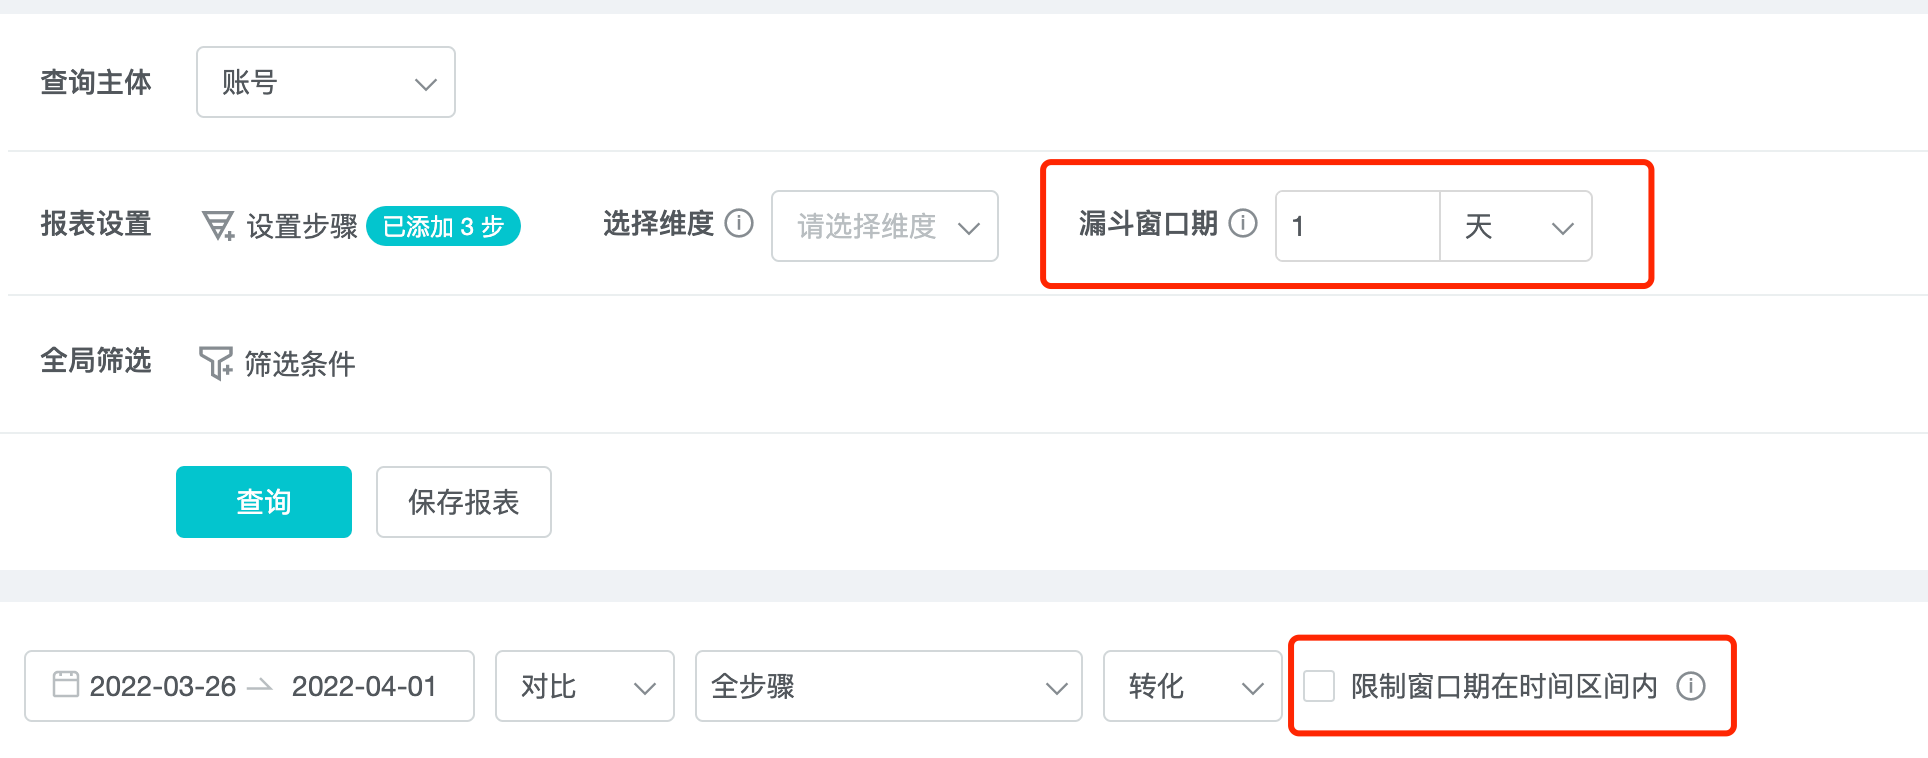 查询主体 账号
报表设置 设置步骤 已添加 3 步 选择维度 请选择维度 漏斗窗口期 1 天
全局筛选 筛选条件
查询 保存报表
2022-03-26 2022-04-01 对比 全步骤 转化 限制窗口期在时间区间内